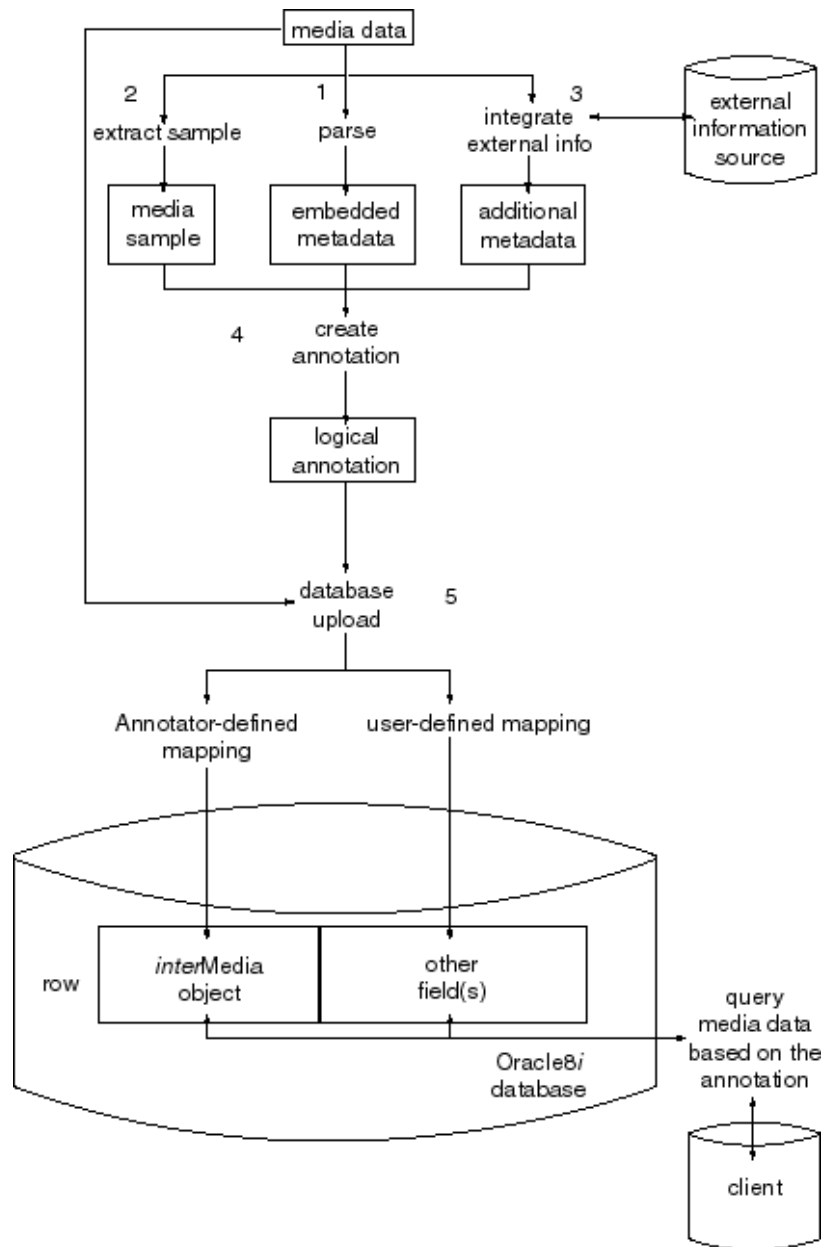 media data
2
1
3
extract sample
parse
integrate
external info
external
information
source
media
sample
embedded
metadata
additional
metadata
4
create
annotation
logical
annotation
database
upload
5
Annotator-defined
mapping
user-defined mapping
row
interMedia
object
other
field(s)
Oracle8i
database
query
media data
based on the
annotation
client